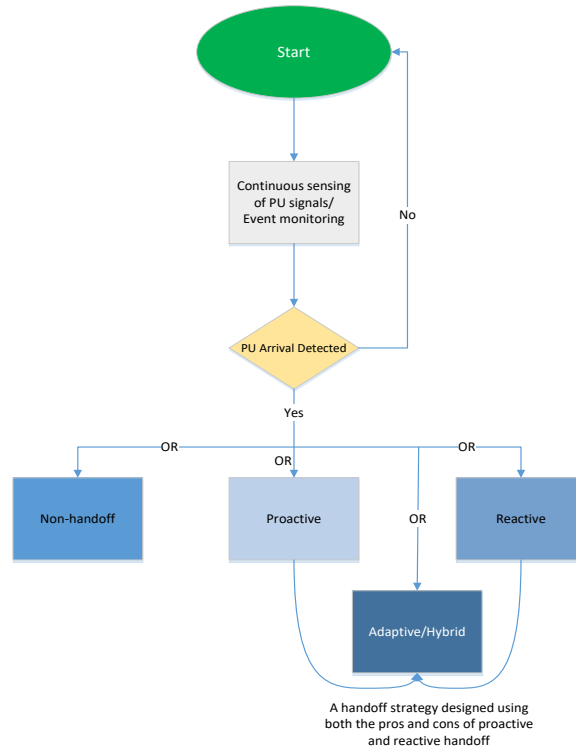 Start
Continuous sensing
of PU signals/
Event monitoring
No
PU Arrival Detected
Yes
OR
OR
OR
OR
Non-handoff
Proactive
Reactive
Adaptive/Hybrid
A handoff strategy designed using
both the pros and cons of proactive
and reactive handoff